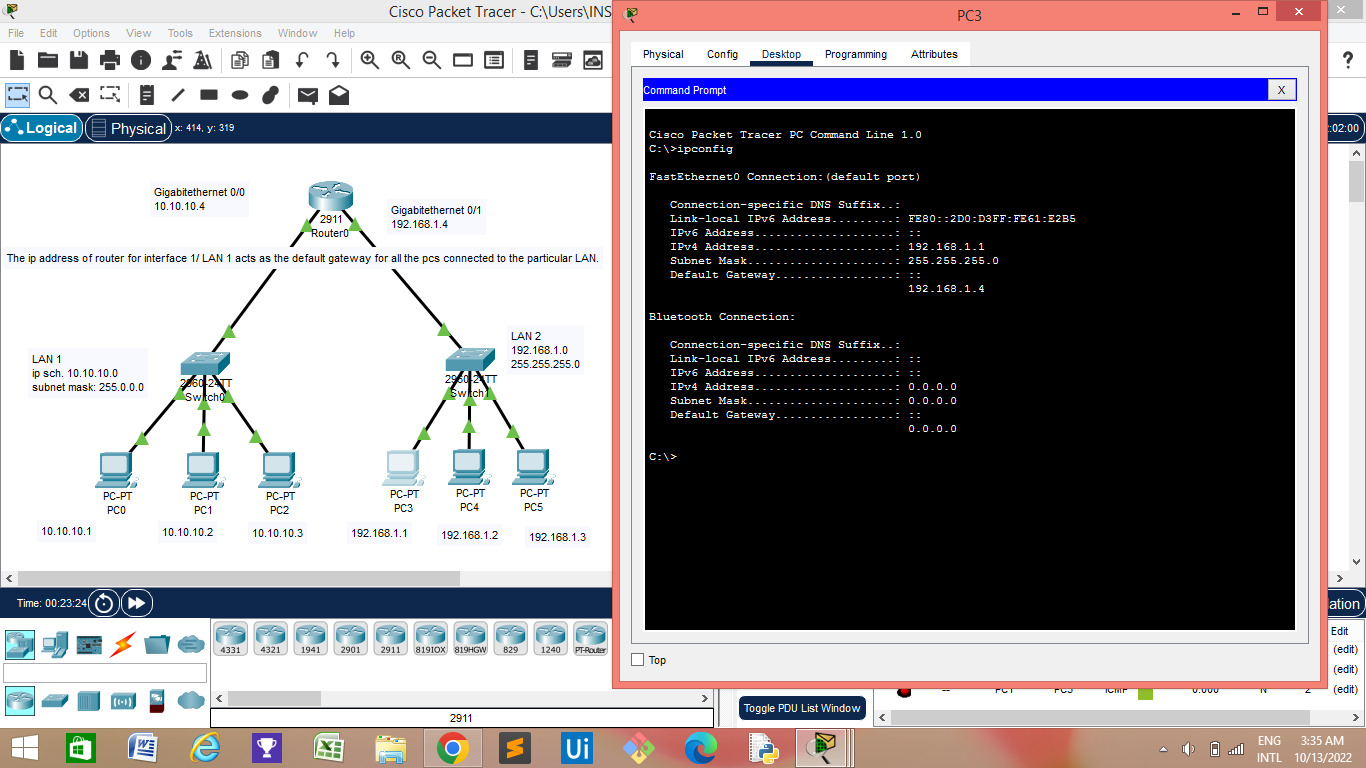 Cisco Packet Tracer - C:\Users\INS
File Edit Options View Tools Extensions Window Help
Logical
Physical
x: 414, y: 319
:02:00
Gigabitethernet 0/0
10.10.10.4
Gigabitethernet 0/1
192.168.1.4
2911
Router0
The ip address of router for interface 1/ LAN 1 acts as the default gateway for all the pcs connected to the particular LAN.
LAN 1
ip sch. 10.10.10.0
subnet mask: 255.0.0.0
2960-24TT
Switch0
LAN 2
192.168.1.0
255.255.255.0
2960-24TT
Switch1
PC-PT
PC0
PC-PT
PC1
PC-PT
PC2
PC-PT
PC3
PC-PT
PC4
PC-PT
PC5
10.10.10.1
10.10.10.2
10.10.10.3
192.168.1.1
192.168.1.2
192.168.1.3
Time: 00:23:24
4331 4321 1941 2901 2911 819IOX 819HGW 829 1240 PT-Router
2911
PC3
Physical Config Desktop Programming Attributes
Command Prompt
X
Cisco Packet Tracer PC Command Line 1.0
C:\>ipconfig
FastEthernet0 Connection:(default port)
Connection-specific DNS Suffix..:
Link-local IPv6 Address.........: FE80::2D0:D3FF:FE61:E2B5
IPv6 Address....................: ::
IPv4 Address....................: 192.168.1.1
Subnet Mask.....................: 255.255.255.0
Default Gateway.................: ::
192.168.1.4
Bluetooth Connection:
Connection-specific DNS Suffix..:
Link-local IPv6 Address.........: ::
IPv6 Address....................: ::
IPv4 Address....................: 0.0.0.0
Subnet Mask.....................: 0.0.0.0
Default Gateway.................: ::
0.0.0.0
C:\>
Top
lation
Edit
(edit)
(edit)
-- PC1 PC3 ICMP 0.000 N 2 (edit)
Toggle PDU List Window
ENG
INTL
3:35 AM
10/13/2022